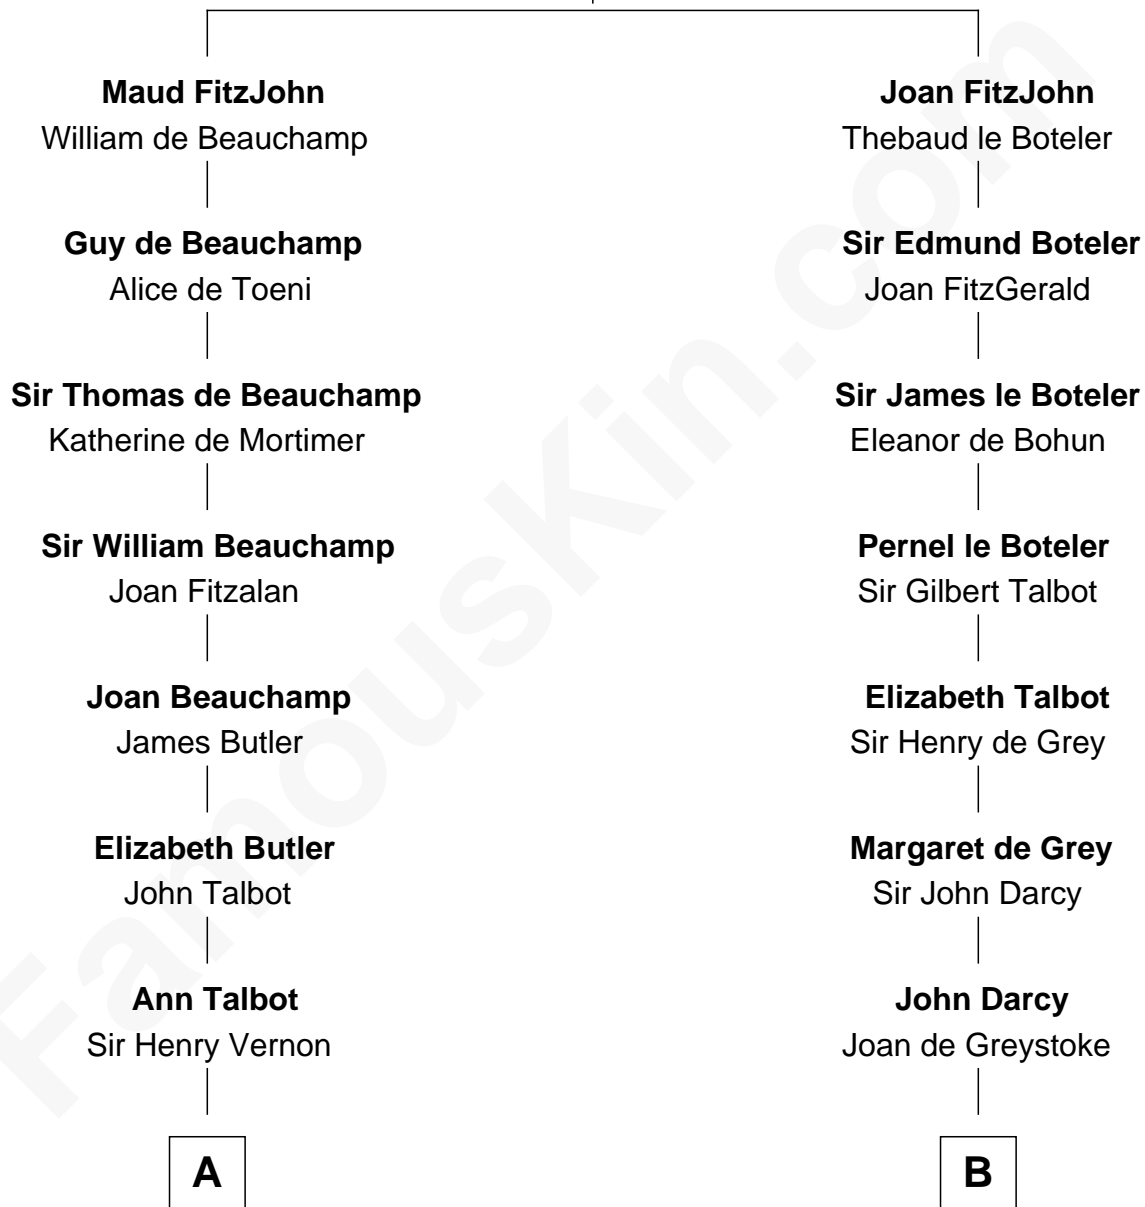 Maud FitzJohn
William de Beauchamp
Guy de Beauchamp
Alice de Toeni
Sir Thomas de Beauchamp
Katherine de Mortimer
Sir William Beauchamp
Joan Fitzalan
Joan Beauchamp
James Butler
Elizabeth Butler
John Talbot
Ann Talbot
Sir Henry Vernon
A
Joan FitzJohn
Thebaud le Boteler
Sir Edmund Boteler
Joan FitzGerald
Sir James le Boteler
Eleanor de Bohun
Pernel le Boteler
Sir Gilbert Talbot
Elizabeth Talbot
Sir Henry de Grey
Margaret de Grey
Sir John Darcy
John Darcy
Joan de Greystoke
B
FamousKin.com